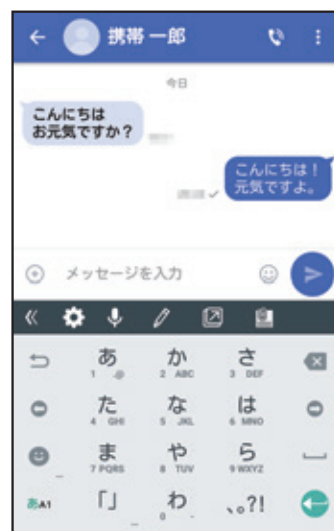 携帯 一郎
今日
こんにちは
お元気ですか？
こんにちは！
元気ですよ。
メッセージを入力
あ か さ
1 .@ 2 ABC 3 DEF
た な は
4 GHI 5 JKL 6 MNO
ま や ら
7 PQRS 8 TUV 9 WXYZ
あA1 「」 わ 、。?!
0